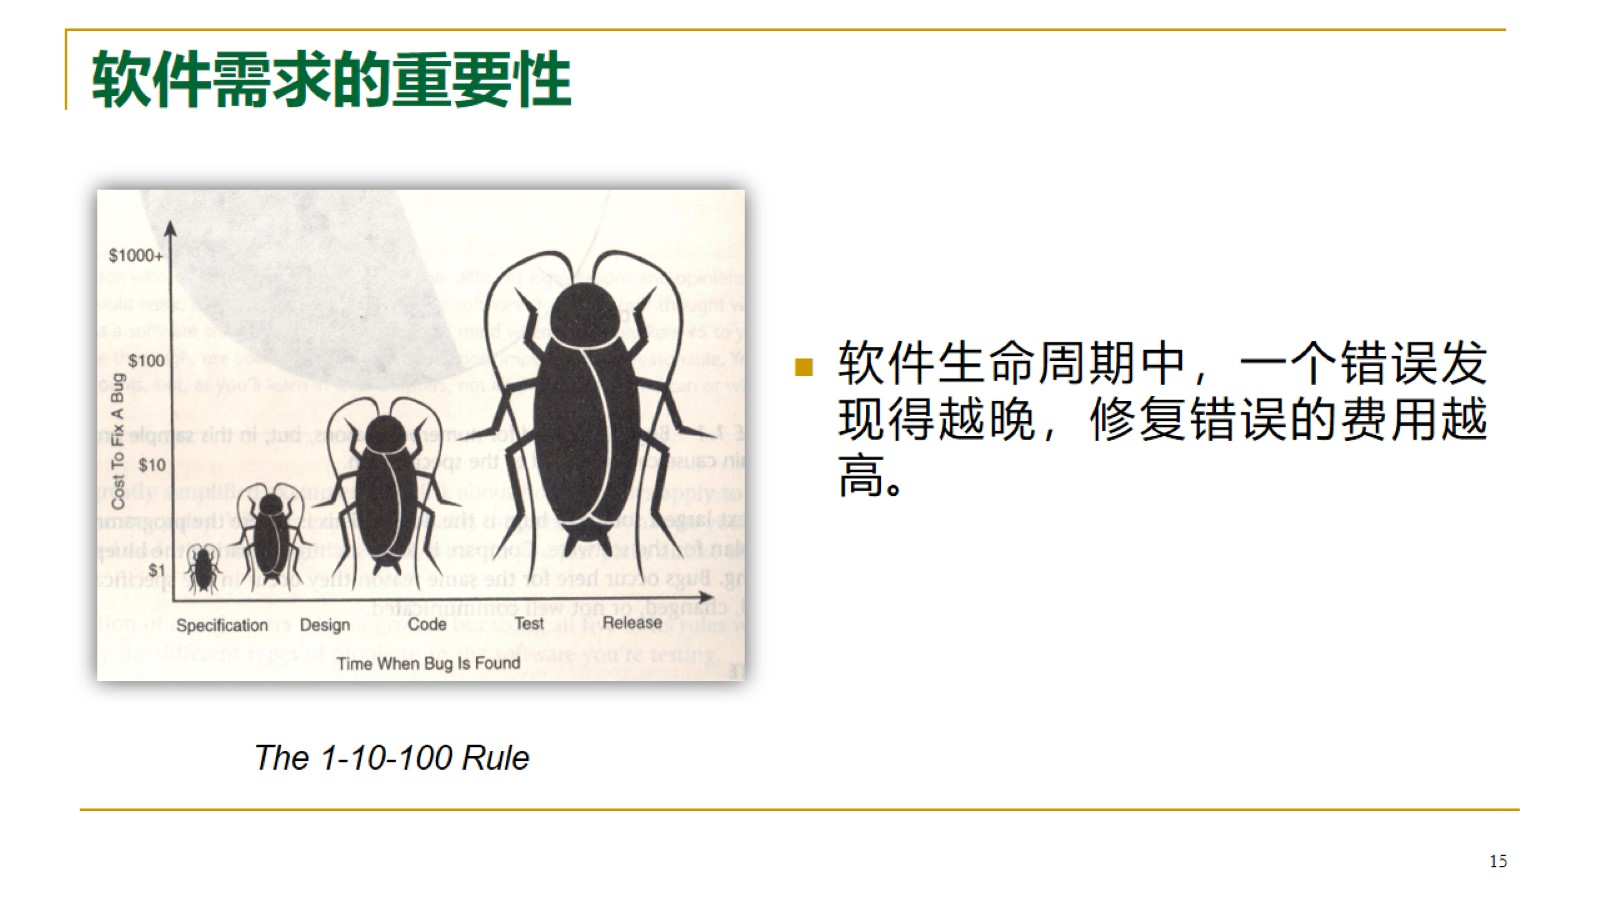 软件需求的重要性
$1000+
$100
$10
$1
Cost To Fix A Bug
Specification Design Code Test Release
Time When Bug Is Found
The 1-10-100 Rule
软件生命周期中，一个错误发
现得越晚，修复错误的费用越
高。
15